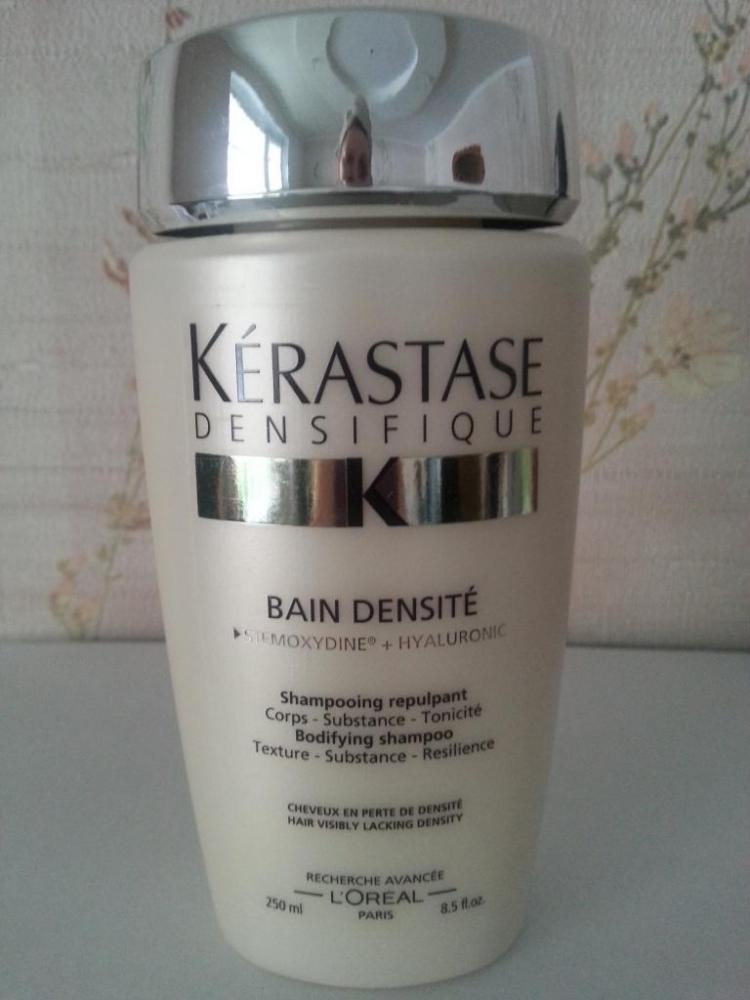 KÉRASTASE
DENSIFIQUE
K
BAIN DENSITÉ
STEMOXYDINE® + HYALURONIC
Shampooing repulpant
Corps - Substance - Tonicité
Bodifying shampoo
Texture - Substance - Resilience
CHEVEUX EN PERTE DE DENSITÉ
HAIR VISIBLY LACKING DENSITY
RECHERCHE AVANCÉE
L'ORÉAL
PARIS
250 ml 8.5 fl.oz.